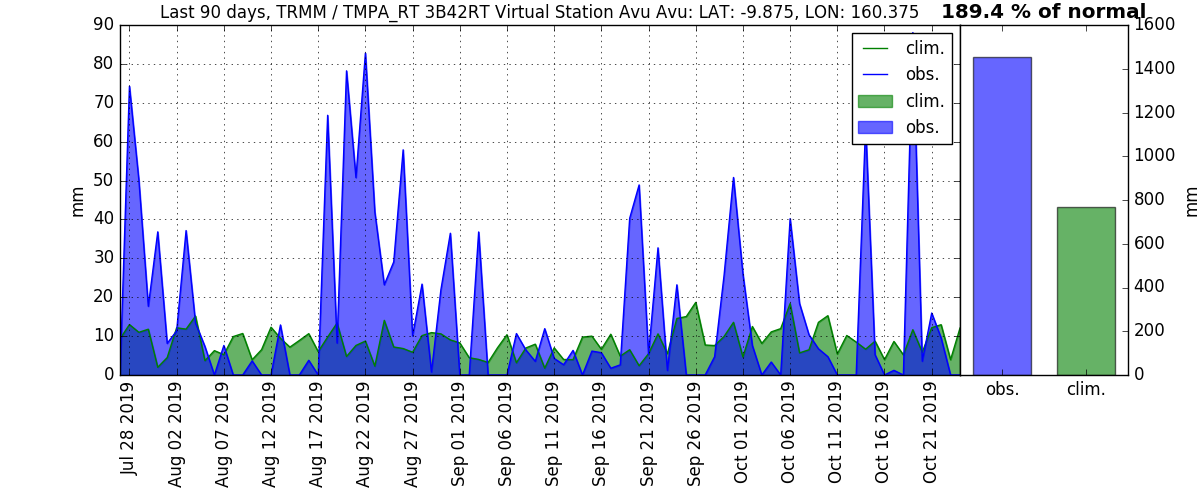 Last 90 days, TRMM / TMPA_RT 3B42RT Virtual Station Avu Avu: LAT: -9.875, LON: 160.375
189.4 % of normal
90
80
70
60
50
40
30
20
10
0
mm
clim.
obs.
clim.
obs.
Jul 28 2019
Aug 02 2019
Aug 07 2019
Aug 12 2019
Aug 17 2019
Aug 22 2019
Aug 27 2019
Sep 01 2019
Sep 06 2019
Sep 11 2019
Sep 16 2019
Sep 21 2019
Sep 26 2019
Oct 01 2019
Oct 06 2019
Oct 11 2019
Oct 16 2019
Oct 21 2019
1600
1400
1200
1000
800
600
400
200
0
mm
obs.
clim.